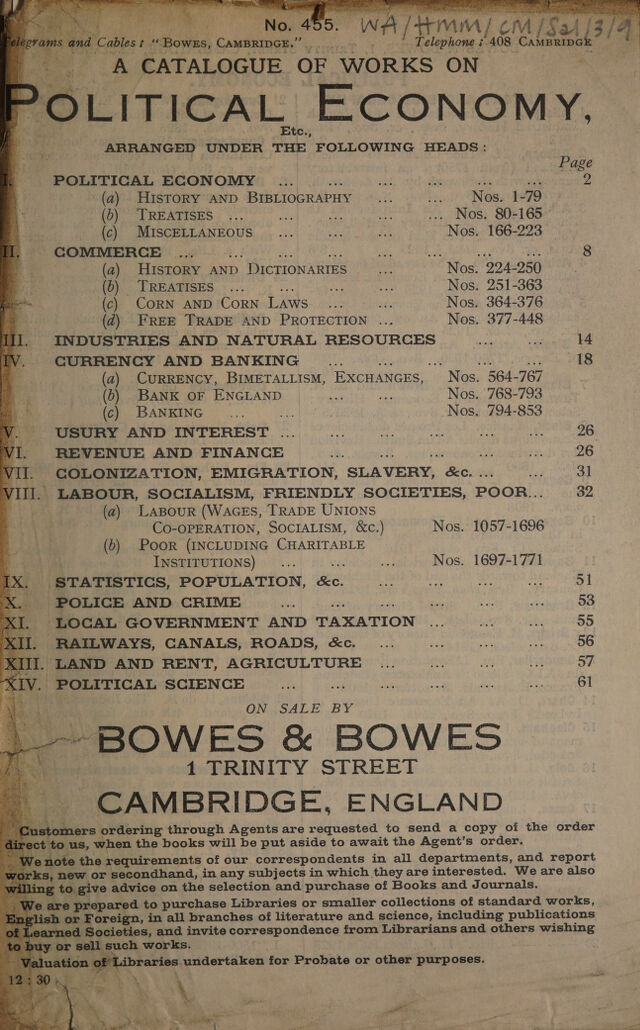 No. 455. WA/HMM/CM/Sal/3/9
Telegrams and Cables: "BOWES, CAMBRIDGE." Telephone: 408 CAMBRIDGE
A CATALOGUE OF WORKS ON
POLITICAL ECONOMY,
Etc.,
ARRANGED UNDER THE FOLLOWING HEADS:
Page
I. POLITICAL ECONOMY ... ... ... ... ... ... 2
(a) HISTORY AND BIBLIOGRAPHY ... ... Nos. 1-79
(b) TREATISES ... ... ... ... ... Nos. 80-165
(c) MISCELLANEOUS ... ... ... Nos. 166-223
II. COMMERCE ... ... ... ... ... ... ... ... 8
(a) HISTORY AND DICTIONARIES ... Nos. 224-250
(b) TREATISES ... ... ... ... Nos. 251-363
(c) CORN AND CORN LAWS ... ... Nos. 364-376
(d) FREE TRADE AND PROTECTION ... Nos. 377-448
III. INDUSTRIES AND NATURAL RESOURCES ... ... 14
IV. CURRENCY AND BANKING ... ... ... ... ... 18
(a) CURRENCY, BIMETALLISM, EXCHANGES, Nos. 564-767
(b) BANK OF ENGLAND ... ... Nos. 768-793
(c) BANKING ... ... ... Nos. 794-853
V. USURY AND INTEREST ... ... ... ... ... ... 26
VI. REVENUE AND FINANCE ... ... ... ... ... 26
VII. COLONIZATION, EMIGRATION, SLAVERY, &c. ... ... 31
VIII. LABOUR, SOCIALISM, FRIENDLY SOCIETIES, POOR... 32
(a) LABOUR (WAGES, TRADE UNIONS
CO-OPERATION, SOCIALISM, &C.) Nos. 1057-1696
(b) POOR (INCLUDING CHARITABLE
INSTITUTIONS) ... ... ... Nos. 1697-1771
IX. STATISTICS, POPULATION, &c. ... ... ... ... 51
X. POLICE AND CRIME ... ... ... ... ... ... 53
XI. LOCAL GOVERNMENT AND TAXATION ... ... ... 55
XII. RAILWAYS, CANALS, ROADS, &c. ... ... ... ... 56
XIII. LAND AND RENT, AGRICULTURE ... ... ... ... 57
XIV. POLITICAL SCIENCE ... ... ... ... ... ... 61
ON SALE BY
BOWES & BOWES
1 TRINITY STREET
CAMBRIDGE, ENGLAND
Customers ordering through Agents are requested to send a copy of the order
direct to us, when the books will be put aside to await the Agent's order.
We note the requirements of our correspondents in all departments, and report
works, new or secondhand, in any subjects in which they are interested. We are also
willing to give advice on the selection and purchase of Books and Journals.
We are prepared to purchase Libraries or smaller collections of standard works,
English or Foreign, in all branches of literature and science, including publications
of Learned Societies, and invite correspondence from Librarians and others wishing
to buy or sell such works.
Valuation of Libraries undertaken for Probate or other purposes.
12 : 30